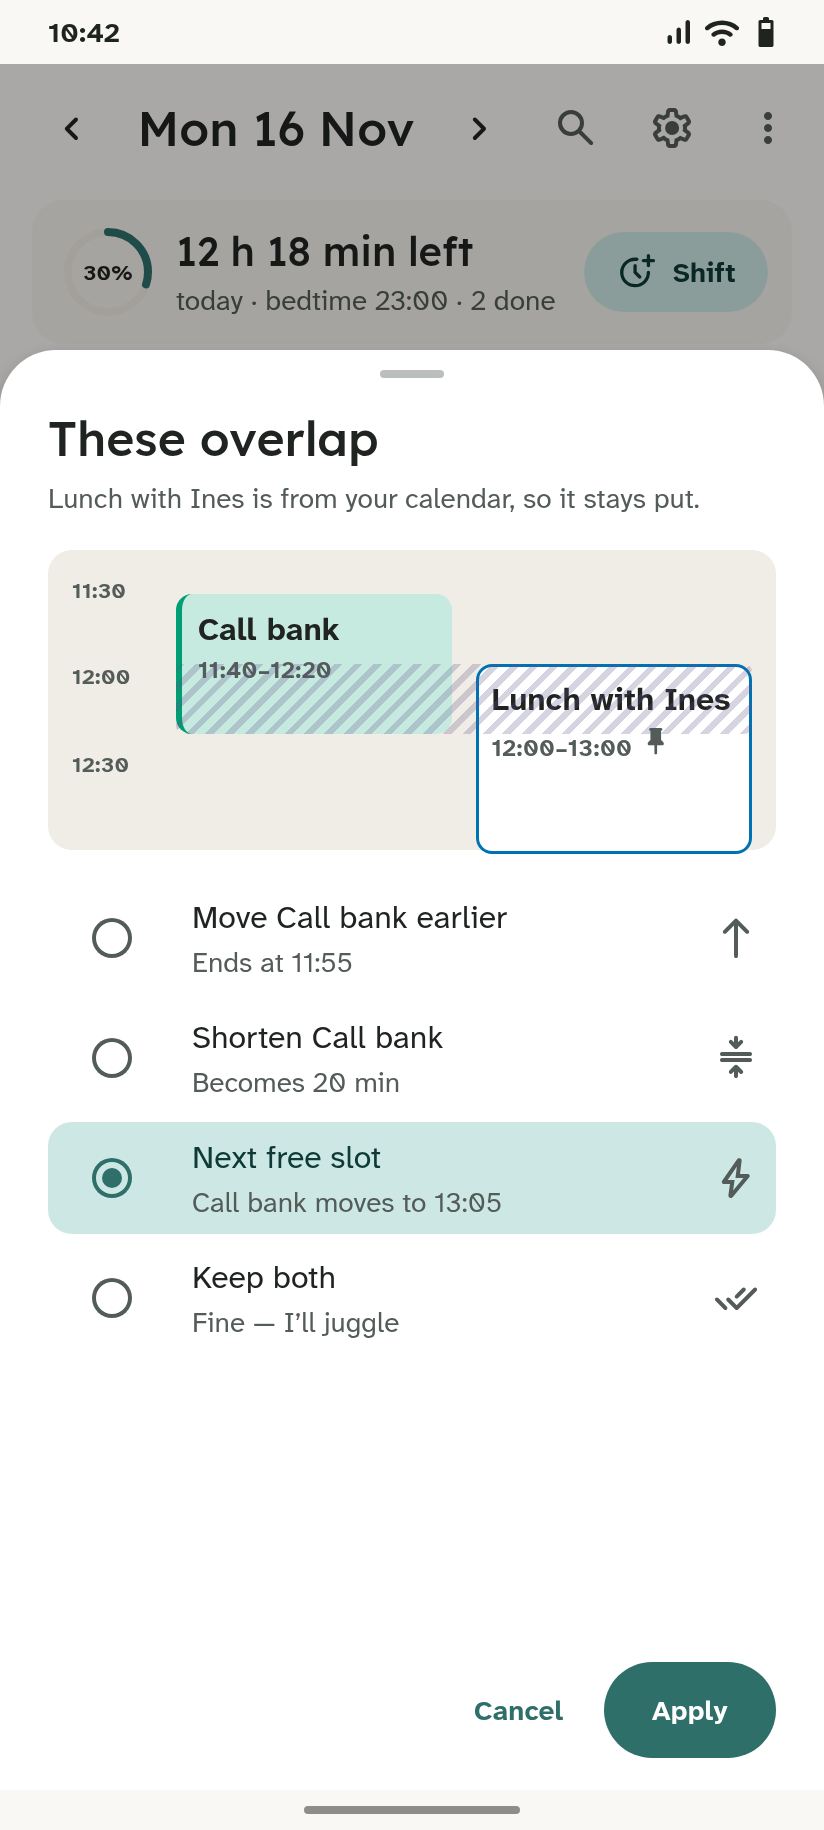 10:42
Mon 16 Nov
30%
12 h 18 min left
today · bedtime 23:00 · 2 done
Shift
These overlap
Lunch with Ines is from your calendar, so it stays put.
11:30
Call bank
11:40–12:20
12:00
Lunch with Ines
12:00–13:00
12:30
Move Call bank earlier
Ends at 11:55
Shorten Call bank
Becomes 20 min
Next free slot
Call bank moves to 13:05
Keep both
Fine — I’ll juggle
Cancel
Apply